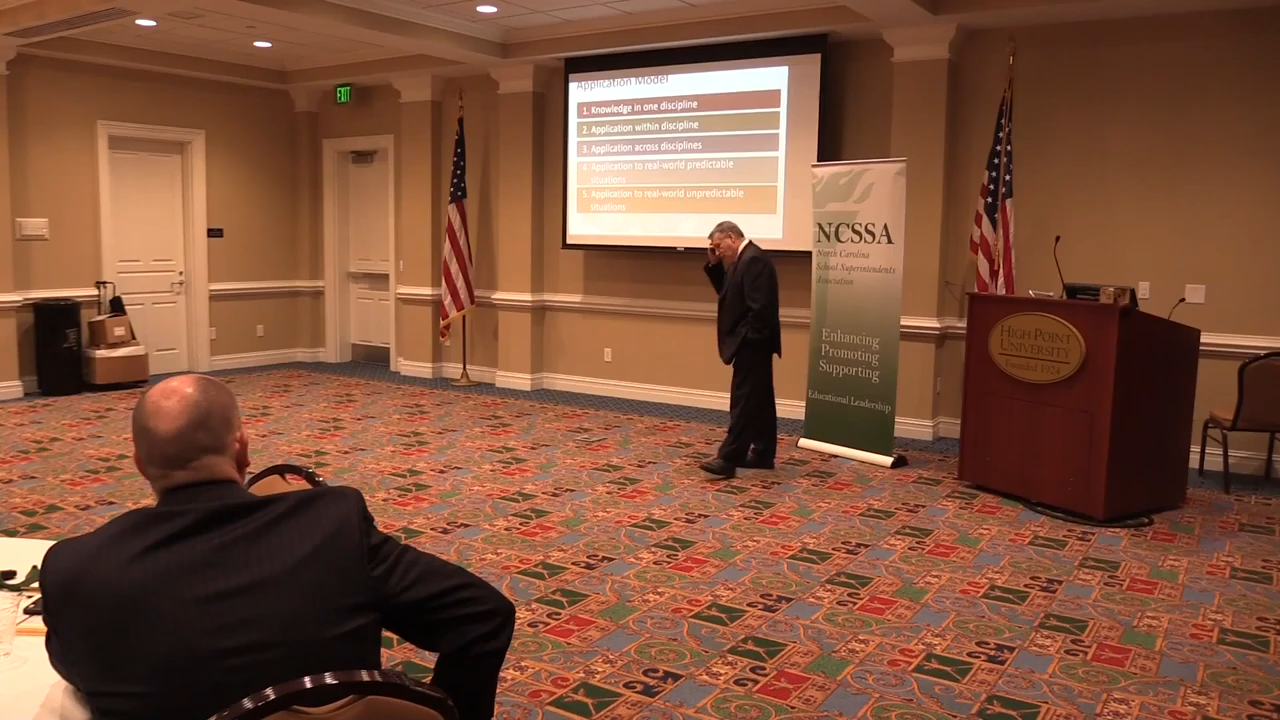 EXIT
Application Model
1. Knowledge in one discipline
2. Application within discipline
3. Application across disciplines
4. Application to real-world predictable
situations
5. Application to real-world unpredictable
situations
NCSSA
North Carolina
School Superintendents
Association
Enhancing
Promoting
Supporting
Educational Leadership
HIGH POINT
UNIVERSITY
Founded 1924